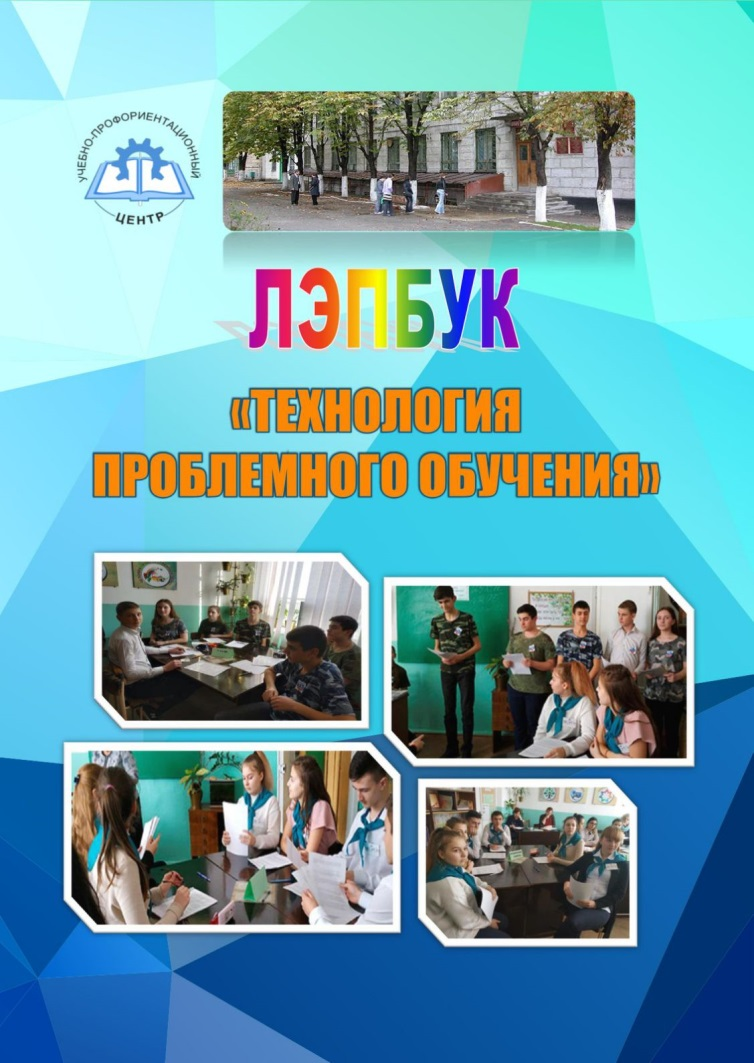 УЧЕБНО-ПРОФОРИЕНТАЦИОННЫЙ
ЦЕНТР
ЛЭПБУК
«ТЕХНОЛОГИЯ
ПРОБЛЕМНОГО ОБУЧЕНИЯ»